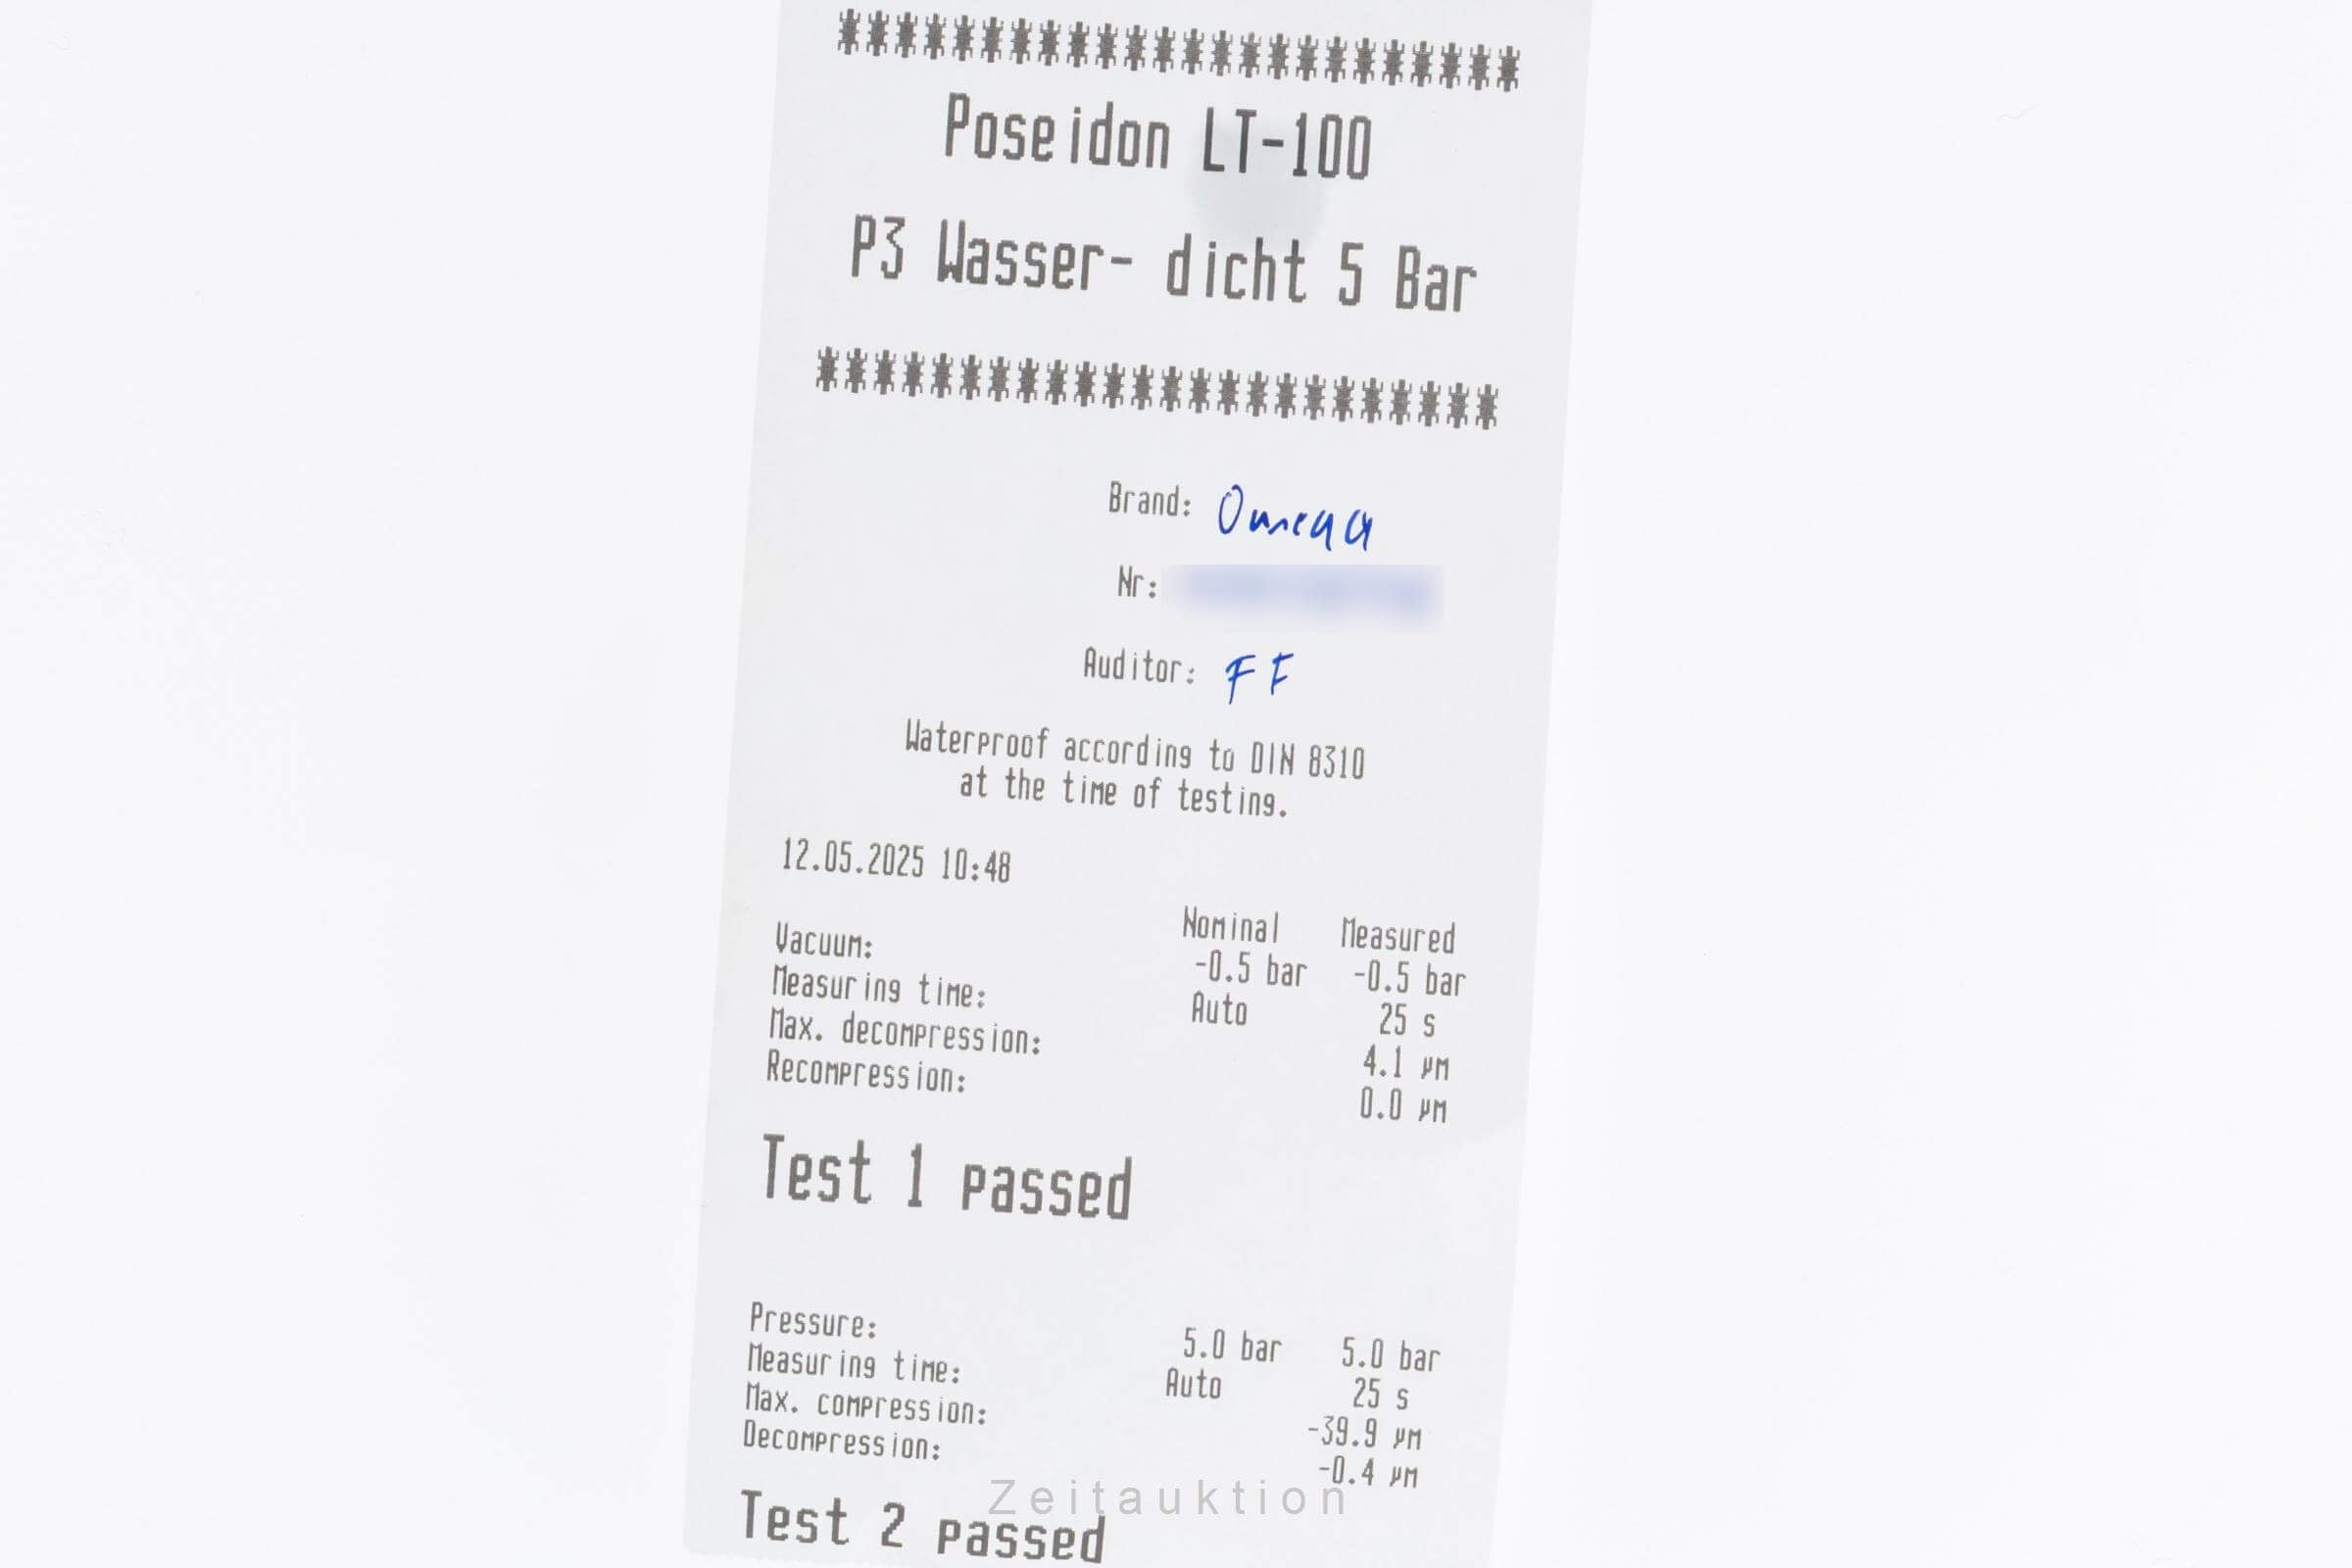 ************************
Poseidon LT-100
P3 Wasser- dicht 5 Bar
************************
Brand: Omega
Nr:
Auditor: FF
Waterproof according to DIN 8310
at the time of testing.
12.05.2025 10:48
Nominal Measured
Vacuum: -0.5 bar -0.5 bar
Measuring time: Auto 25 s
Max. decompression: 4.1 µm
Recompression: 0.0 µm
Test 1 passed
Pressure: 5.0 bar 5.0 bar
Measuring time: Auto 25 s
Max. compression: -39.9 µm
Decompression: -0.4 µm
Zeitauktion
Test 2 passed